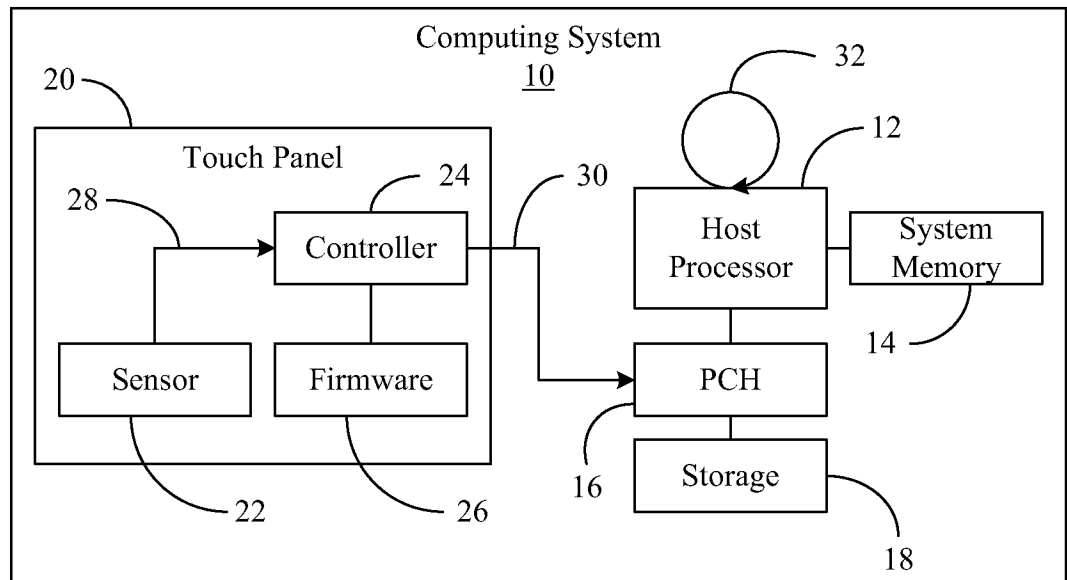 Computing System
10
20
32
12
Touch Panel
28
24
30
Controller
Host
Processor
System
Memory
14
Sensor
Firmware
PCH
16
Storage
22
26
18